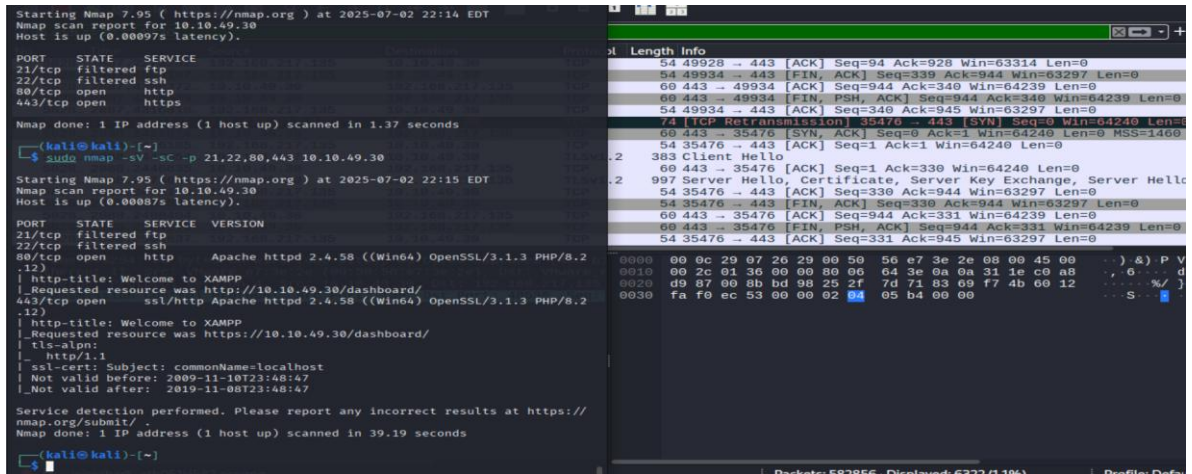 Starting Nmap 7.95 ( https://nmap.org ) at 2025-07-02 22:14 EDT
Nmap scan report for 10.10.49.30
Host is up (0.00097s latency).
PORT STATE SERVICE
21/tcp filtered ftp
22/tcp filtered ssh
80/tcp open http
443/tcp open https
Nmap done: 1 IP address (1 host up) scanned in 1.37 seconds
(kali㉿kali)-[~]
$ sudo nmap -sV -sC -p 21,22,80,443 10.10.49.30
Starting Nmap 7.95 ( https://nmap.org ) at 2025-07-02 22:15 EDT
Nmap scan report for 10.10.49.30
Host is up (0.00087s latency).
PORT STATE SERVICE VERSION
21/tcp filtered ftp
22/tcp filtered ssh
80/tcp open http Apache httpd 2.4.58 ((Win64) OpenSSL/3.1.3 PHP/8.2
.12)
| http-title: Welcome to XAMPP
|_Requested resource was http://10.10.49.30/dashboard/
443/tcp open ssl/http Apache httpd 2.4.58 ((Win64) OpenSSL/3.1.3 PHP/8.2
.12)
| http-title: Welcome to XAMPP
|_Requested resource was https://10.10.49.30/dashboard/
| tls-alpn:
|_ http/1.1
| ssl-cert: Subject: commonName=localhost
| Not valid before: 2009-11-10T23:48:47
|_Not valid after: 2019-11-08T23:48:47
Service detection performed. Please report any incorrect results at https://
nmap.org/submit/ .
Nmap done: 1 IP address (1 host up) scanned in 39.19 seconds
(kali㉿kali)-[~]
$
ol Length Info
54 49928 → 443 [ACK] Seq=94 Ack=928 Win=63314 Len=0
54 49934 → 443 [FIN, ACK] Seq=339 Ack=944 Win=63297 Len=0
60 443 → 49934 [ACK] Seq=944 Ack=340 Win=64239 Len=0
60 443 → 49934 [FIN, PSH, ACK] Seq=944 Ack=340 Win=64239 Len=0
54 49934 → 443 [ACK] Seq=340 Ack=945 Win=63297 Len=0
74 [TCP Retransmission] 35476 → 443 [SYN] Seq=0 Win=64240 Len=0
60 443 → 35476 [SYN, ACK] Seq=0 Ack=1 Win=64240 Len=0 MSS=1460
54 35476 → 443 [ACK] Seq=1 Ack=1 Win=64240 Len=0
.2 383 Client Hello
60 443 → 35476 [ACK] Seq=1 Ack=330 Win=64240 Len=0
.2 997 Server Hello, Certificate, Server Key Exchange, Server Hello
54 35476 → 443 [ACK] Seq=330 Ack=944 Win=63297 Len=0
54 35476 → 443 [FIN, ACK] Seq=330 Ack=944 Win=63297 Len=0
60 443 → 35476 [ACK] Seq=944 Ack=331 Win=64239 Len=0
60 443 → 35476 [FIN, PSH, ACK] Seq=944 Ack=331 Win=64239 Len=0
54 35476 → 443 [ACK] Seq=331 Ack=945 Win=63297 Len=0
0000 00 0c 29 07 26 29 00 50 56 e7 3e 2e 08 00 45 00 ··)·&)·P V
0010 00 2c 01 36 00 00 80 06 64 3e 0a 0a 31 1e c0 a8 ·,·6···· d
0020 d9 87 00 8b bd 98 25 2f 7d 71 83 69 f7 4b 60 12 ······%/ }
0030 fa f0 ec 53 00 00 02 04 05 b4 00 00 ···S····
Packets: 582856 · Displayed: 6322 (1.1%) Profile: Defa